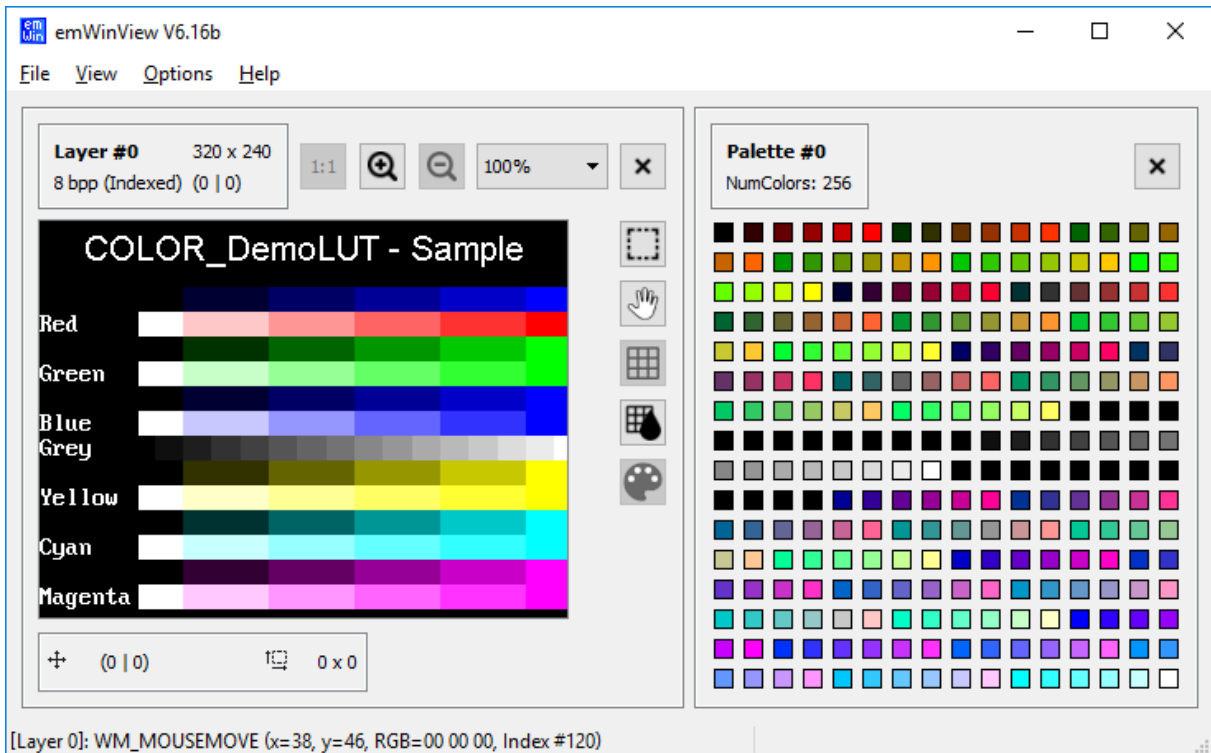 em
Win
emWinView V6.16b
File View Options Help
Layer #0 320 x 240
8 bpp (Indexed) (0 | 0)
1:1
100%
COLOR_DemoLUT - Sample
Red
Green
Blue
Grey
Yellow
Cyan
Magenta
(0 | 0) 0 x 0
Palette #0
NumColors: 256
[Layer 0]: WM_MOUSEMOVE (x=38, y=46, RGB=00 00 00, Index #120)